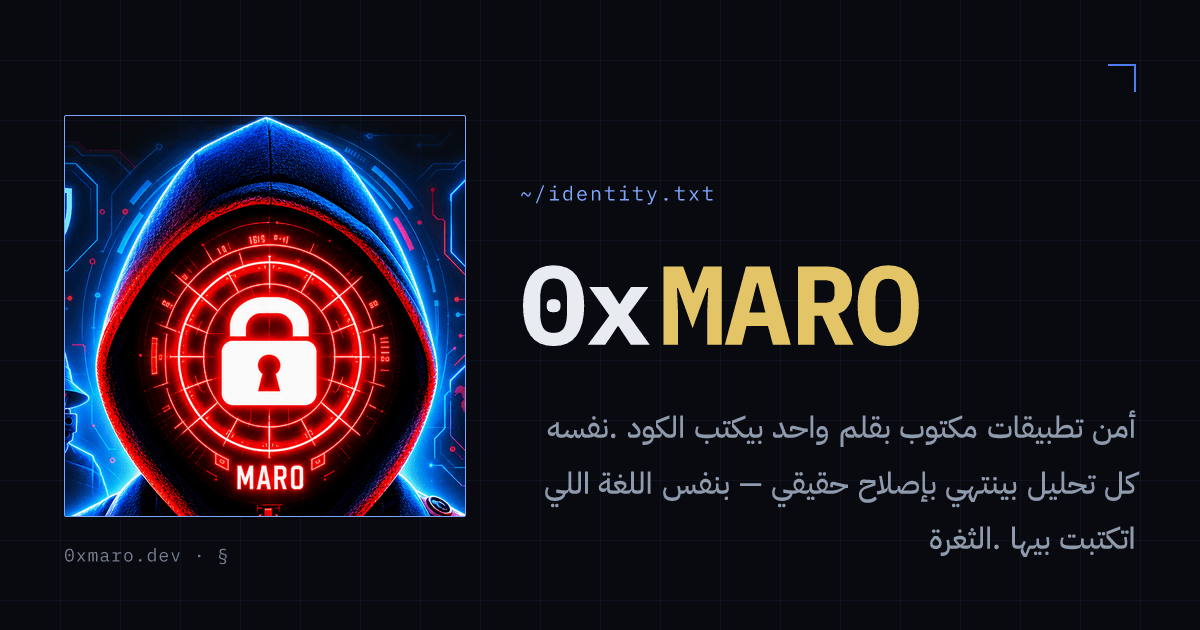 ~/identity.txt
0xMARO
أمن تطبيقات مكتوب بقلم واحد بيكتب الكود .نفسه
كل تحليل بينتهي بإصلاح حقيقي — بنفس اللغة اللي
اتكتبت بيها .الثغرة
MARO
0xmaro.dev · §